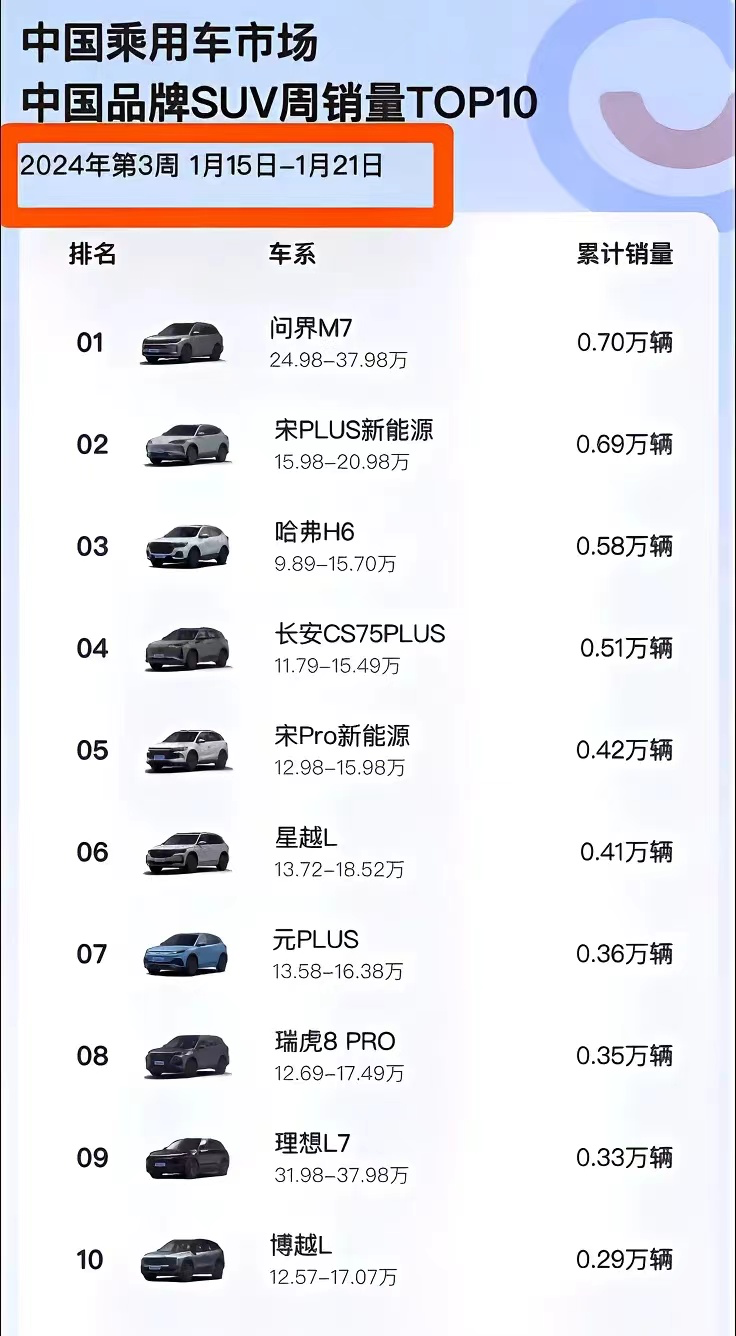 中国乘用车市场
中国品牌SUV周销量TOP10
2024年第3周 1月15日-1月21日
排名 车系 累计销量
01 问界M7 0.70万辆
24.98-37.98万
02 宋PLUS新能源 0.69万辆
15.98-20.98万
03 哈弗H6 0.58万辆
9.89-15.70万
04 长安CS75PLUS 0.51万辆
11.79-15.49万
05 宋Pro新能源 0.42万辆
12.98-15.98万
06 星越L 0.41万辆
13.72-18.52万
07 元PLUS 0.36万辆
13.58-16.38万
08 瑞虎8 PRO 0.35万辆
12.69-17.49万
09 理想L7 0.33万辆
31.98-37.98万
10 博越L 0.29万辆
12.57-17.07万